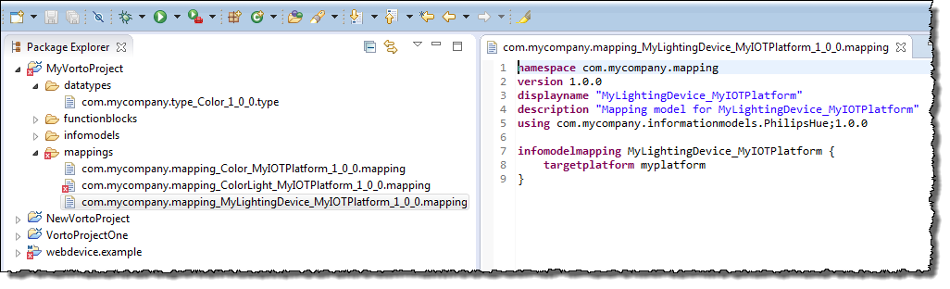 Package Explorer
MyVortoProject
datatypes
com.mycompany.type_Color_1_0_0.type
functionblocks
infomodels
mappings
com.mycompany.mapping_Color_MyIOTPlatform_1_0_0.mapping
com.mycompany.mapping_ColorLight_MyIOTPlatform_1_0_0.mapping
com.mycompany.mapping_MyLightingDevice_MyIOTPlatform_1_0_0.mapping
NewVortoProject
VortoProjectOne
webdevice.example
com.mycompany.mapping_MyLightingDevice_MyIOTPlatform_1_0_0.mapping
1 namespace com.mycompany.mapping
2 version 1.0.0
3 displayname "MyLightingDevice_MyIOTPlatform"
4 description "Mapping model for MyLightingDevice_MyIOTPlatform"
5 using com.mycompany.informationmodels.PhilipsHue;1.0.0
6
7 infomodelmapping MyLightingDevice_MyIOTPlatform {
8 targetplatform myplatform
9 }